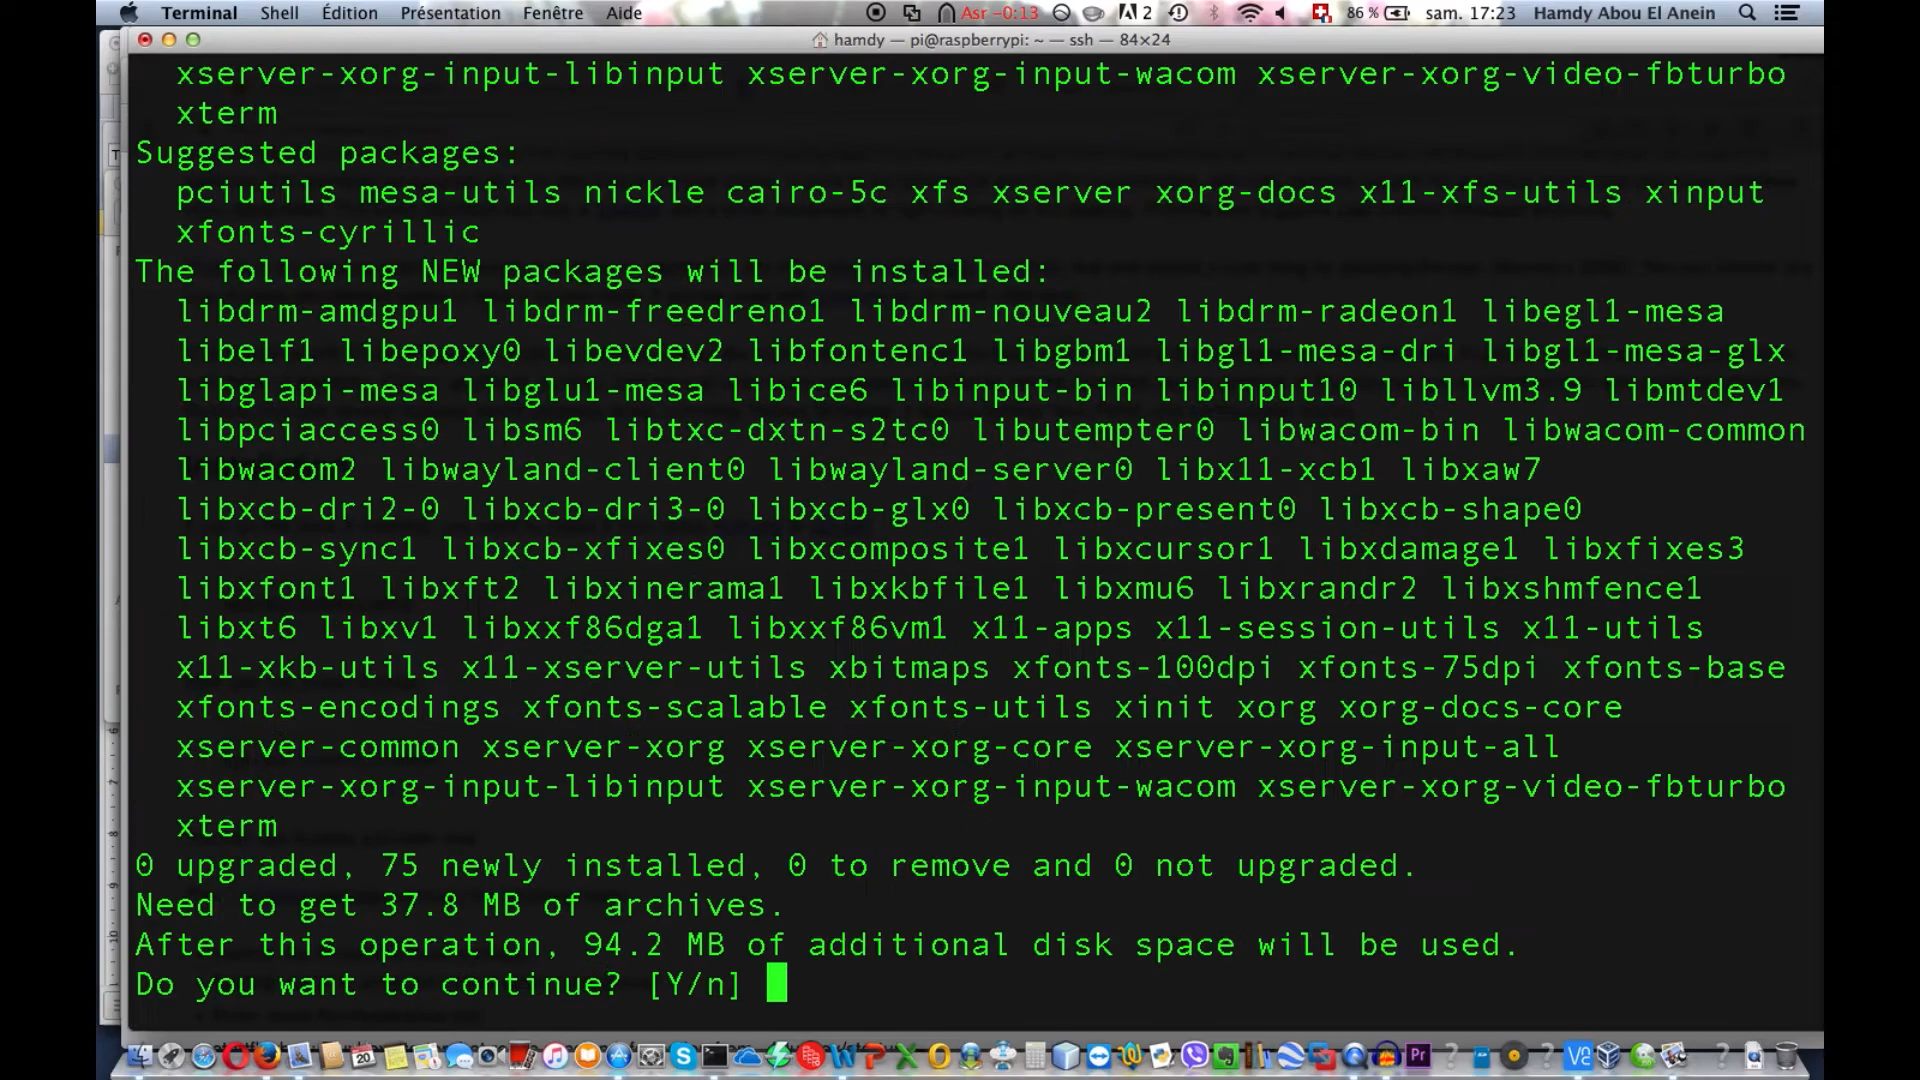 Terminal Shell Édition Présentation Fenêtre Aide Asr -0:13 2 86 % sam. 17:23 Hamdy Abou El Anein
hamdy — pi@raspberrypi: ~ — ssh — 84×24
xserver-xorg-input-libinput xserver-xorg-input-wacom xserver-xorg-video-fbturbo
xterm
Suggested packages:
pciutils mesa-utils nickle cairo-5c xfs xserver xorg-docs x11-xfs-utils xinput
xfonts-cyrillic
The following NEW packages will be installed:
libdrm-amdgpu1 libdrm-freedreno1 libdrm-nouveau2 libdrm-radeon1 libegl1-mesa
libelf1 libepoxy0 libevdev2 libfontenc1 libgbm1 libgl1-mesa-dri libgl1-mesa-glx
libglapi-mesa libglu1-mesa libice6 libinput-bin libinput10 libllvm3.9 libmtdev1
libpciaccess0 libsm6 libtxc-dxtn-s2tc0 libutempter0 libwacom-bin libwacom-common
libwacom2 libwayland-client0 libwayland-server0 libx11-xcb1 libxaw7
libxcb-dri2-0 libxcb-dri3-0 libxcb-glx0 libxcb-present0 libxcb-shape0
libxcb-sync1 libxcb-xfixes0 libxcomposite1 libxcursor1 libxdamage1 libxfixes3
libxfont1 libxft2 libxinerama1 libxkbfile1 libxmu6 libxrandr2 libxshmfence1
libxt6 libxv1 libxxf86dga1 libxxf86vm1 x11-apps x11-session-utils x11-utils
x11-xkb-utils x11-xserver-utils xbitmaps xfonts-100dpi xfonts-75dpi xfonts-base
xfonts-encodings xfonts-scalable xfonts-utils xinit xorg xorg-docs-core
xserver-common xserver-xorg xserver-xorg-core xserver-xorg-input-all
xserver-xorg-input-libinput xserver-xorg-input-wacom xserver-xorg-video-fbturbo
xterm
0 upgraded, 75 newly installed, 0 to remove and 0 not upgraded.
Need to get 37.8 MB of archives.
After this operation, 94.2 MB of additional disk space will be used.
Do you want to continue? [Y/n]